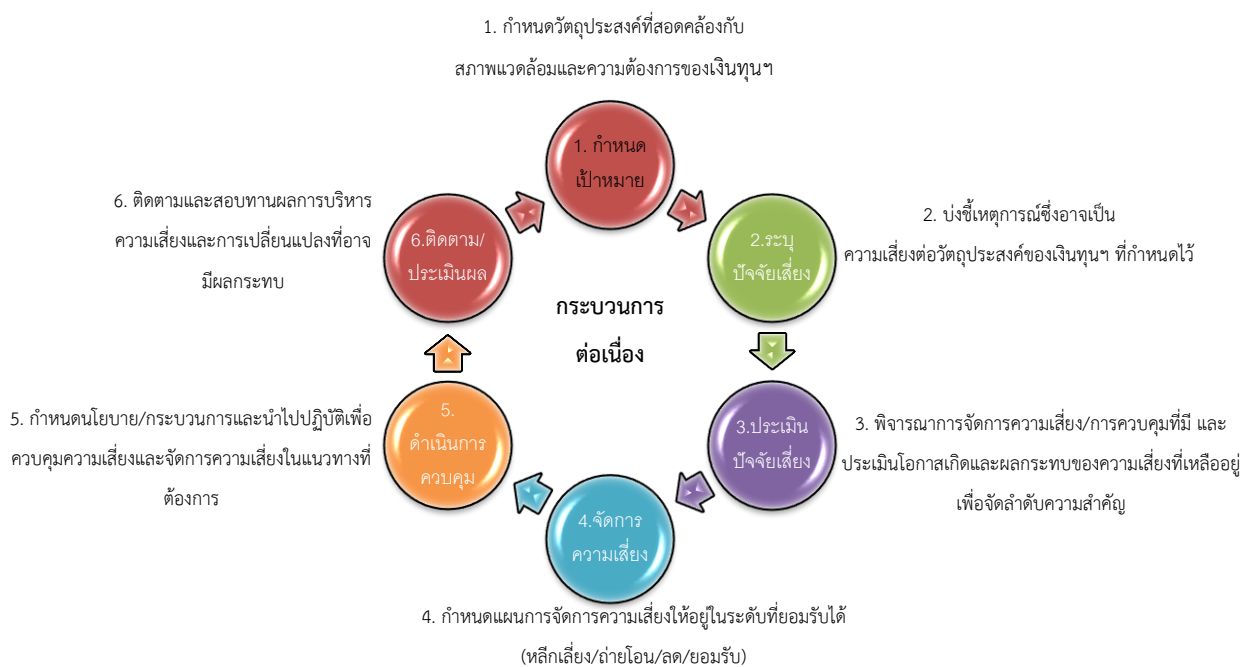 1. กำหนดวัตถุประสงค์ที่สอดคล้องกับ
สภาพแวดล้อมและความต้องการของเงินทุนฯ
1. กำหนด
เป้าหมาย
2.ระบุ
ปัจจัยเสี่ยง
2. บ่งชี้เหตุการณ์ซึ่งอาจเป็น
ความเสี่ยงต่อวัตถุประสงค์ของเงินทุนฯ ที่กำหนดไว้
3.ประเมิน
ปัจจัยเสี่ยง
3. พิจารณาการจัดการความเสี่ยง/การควบคุมที่มี และ
ประเมินโอกาสเกิดและผลกระทบของความเสี่ยงที่เหลืออยู่
เพื่อจัดลำดับความสำคัญ
4.จัดการ
ความเสี่ยง
4. กำหนดแผนการจัดการความเสี่ยงให้อยู่ในระดับที่ยอมรับได้
(หลีกเลี่ยง/ถ่ายโอน/ลด/ยอมรับ)
5.
ดำเนินการ
ควบคุม
5. กำหนดนโยบาย/กระบวนการและนำไปปฏิบัติเพื่อ
ควบคุมความเสี่ยงและจัดการความเสี่ยงในแนวทางที่
ต้องการ
6.ติดตาม/
ประเมินผล
6. ติดตามและสอบทานผลการบริหาร
ความเสี่ยงและการเปลี่ยนแปลงที่อาจ
มีผลกระทบ
กระบวนการ
ต่อเนื่อง